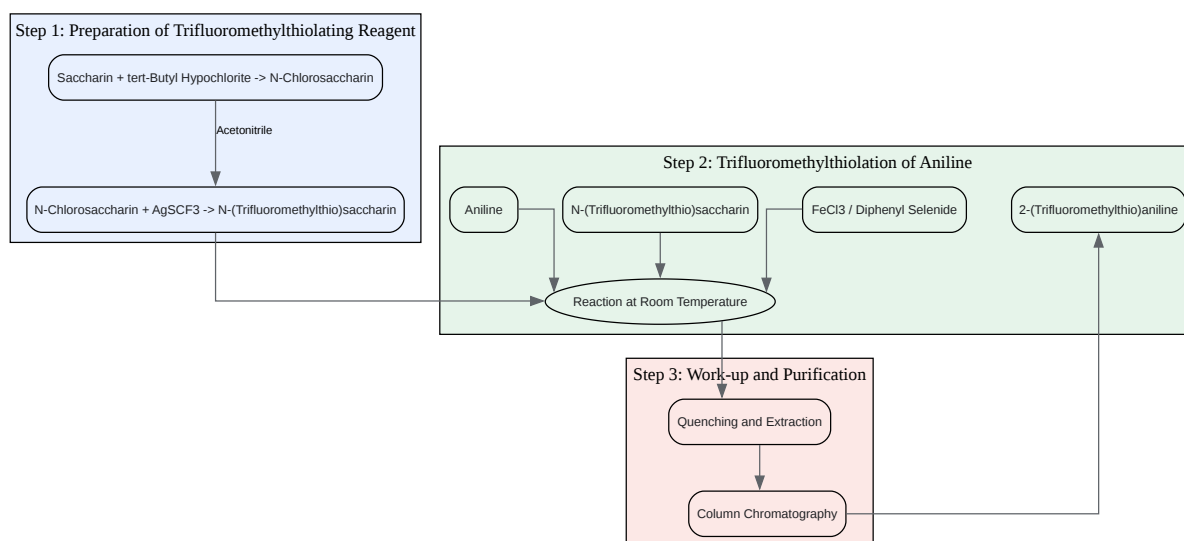 Step 1: Preparation of Trifluoromethylthiolating Reagent
Saccharin + tert-Butyl Hypochlorite -> N-Chlorosaccharin
Acetonitrile
N-Chlorosaccharin + AgSCF3 -> N-(Trifluoromethylthio)saccharin
Step 2: Trifluoromethylthiolation of Aniline
Aniline
N-(Trifluoromethylthio)saccharin
FeCl3 / Diphenyl Selenide
2-(Trifluoromethylthio)aniline
Reaction at Room Temperature
Step 3: Work-up and Purification
Quenching and Extraction
Column Chromatography